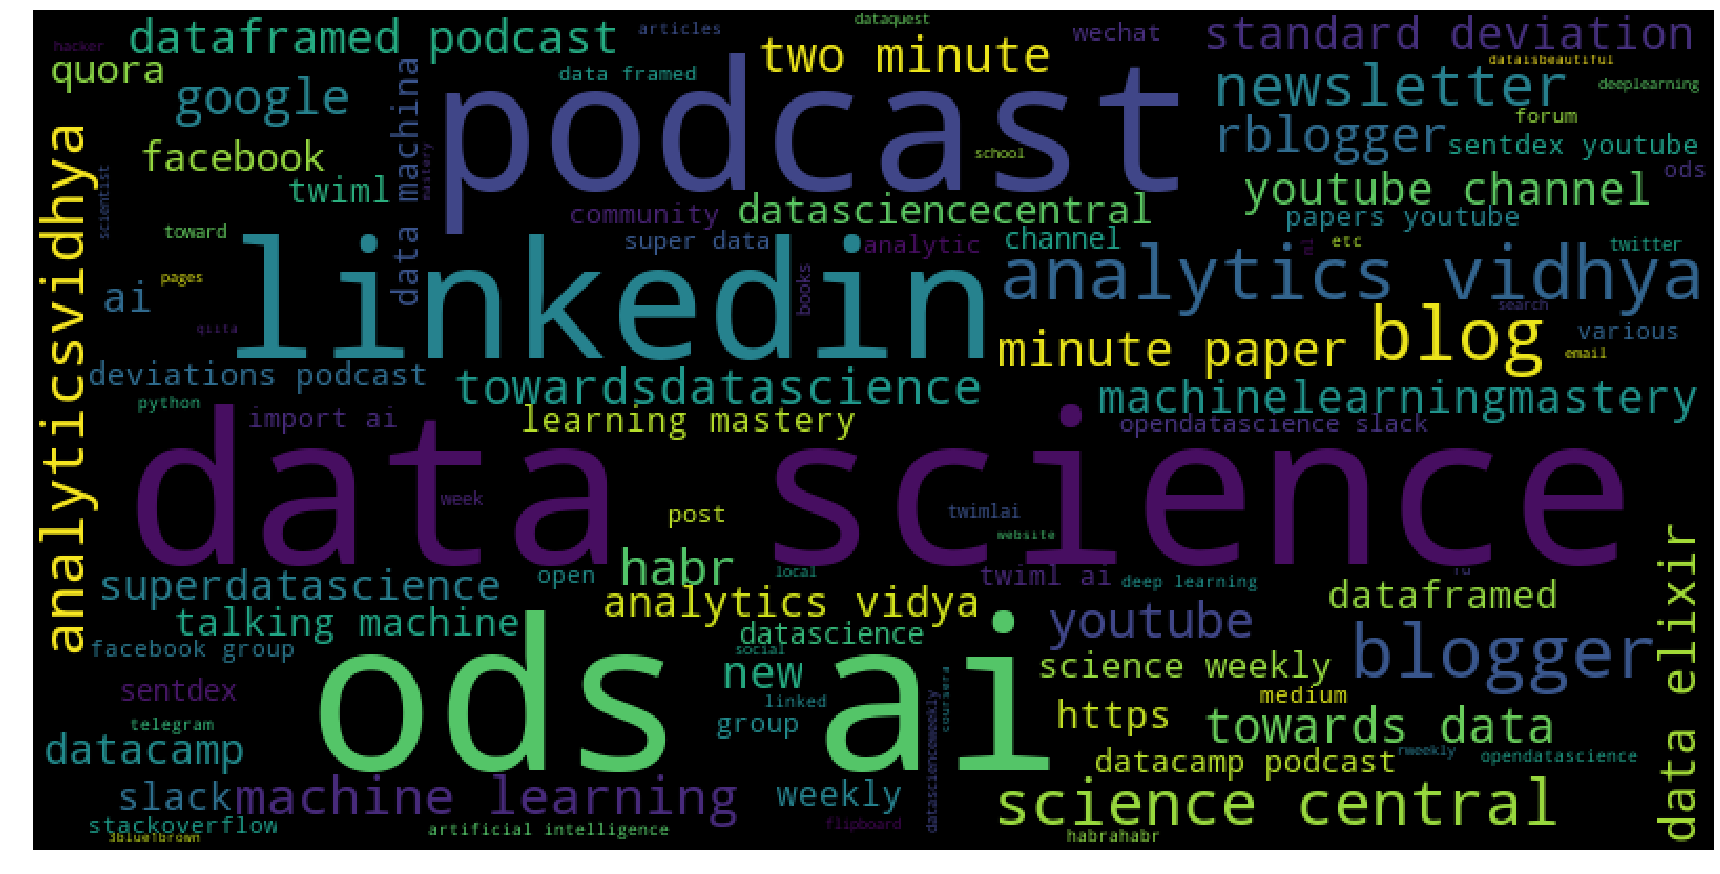 hacker
dataframed podcast
articles
dataquest
wechat
standard deviation
quora
google
data framed
two minute
dataisbeautiful
newsletter
deeplearning
podcast
data machina
mastery
forum
rblogger
sentdex youtube
facebook
school
analyticsvidhya
scientist
twiml
ods
youtube channel
community
datasciencecentral
papers youtube
toward
super data
analytic
channel
ai
etc
twitter
linkedin
books
analytics vidhya
pages
ai
search
qiita
minute paper
blog
various
email
deviations podcast
towardsdatascience
machinelearningmastery
python
import ai
learning mastery
opendatascience slack
data science
week
post
twimlai
website
superdatascience
open
habr
local
twiml ai
deep learning
ru
analytics vidya
dataframed
data elixir
talking machine
datascience
youtube
facebook group
social
new
science weekly
blogger
sentdex
ods ai
linked
medium
telegram
group
datascienceweekly
coursera
https
towards data
datacamp
datacamp podcast
rweekly
opendatascience
slack
machine learning
weekly
science central
stackoverflow
artificial intelligence
flipboard
3blue1brown
habrahabr